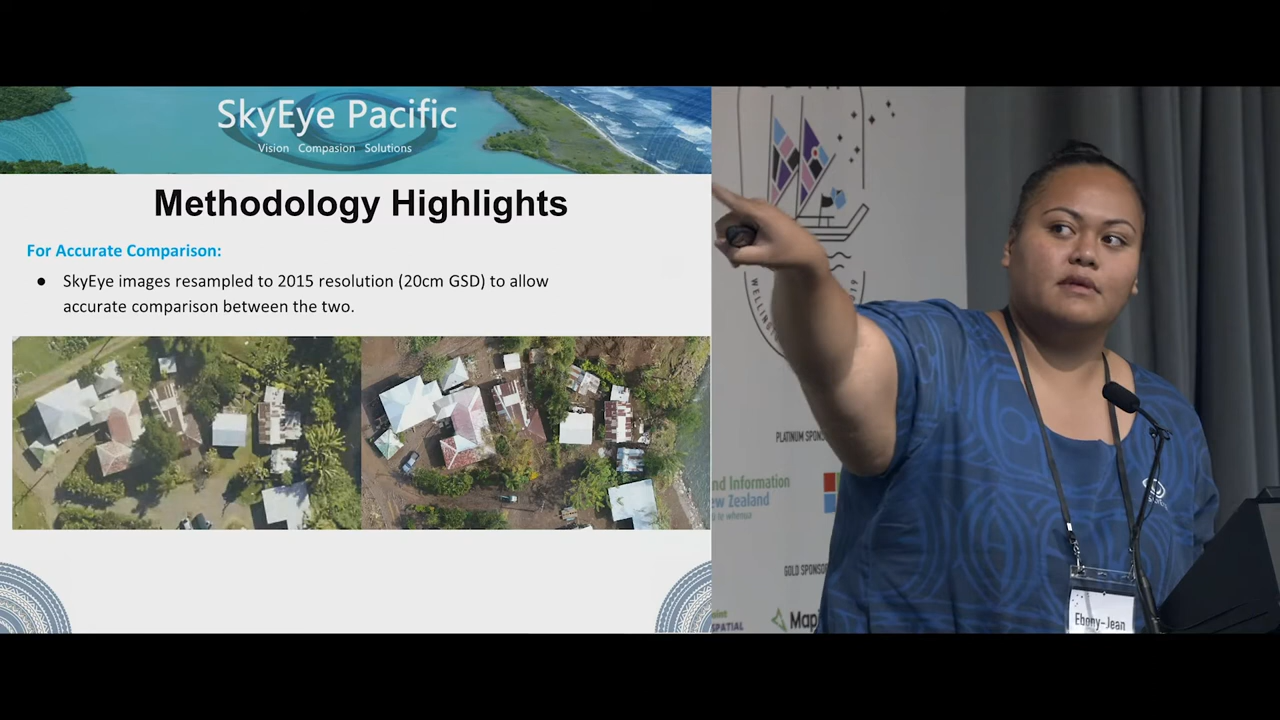 SkyEye Pacific
Vision Compasion Solutions
Methodology Highlights
For Accurate Comparison:
● SkyEye images resampled to 2015 resolution (20cm GSD) to allow
accurate comparison between the two.
PLATINUM SPONS
nd Information
ew Zealand
GOLD SPONSO
SPATIAL
Map
Ebony-Jean